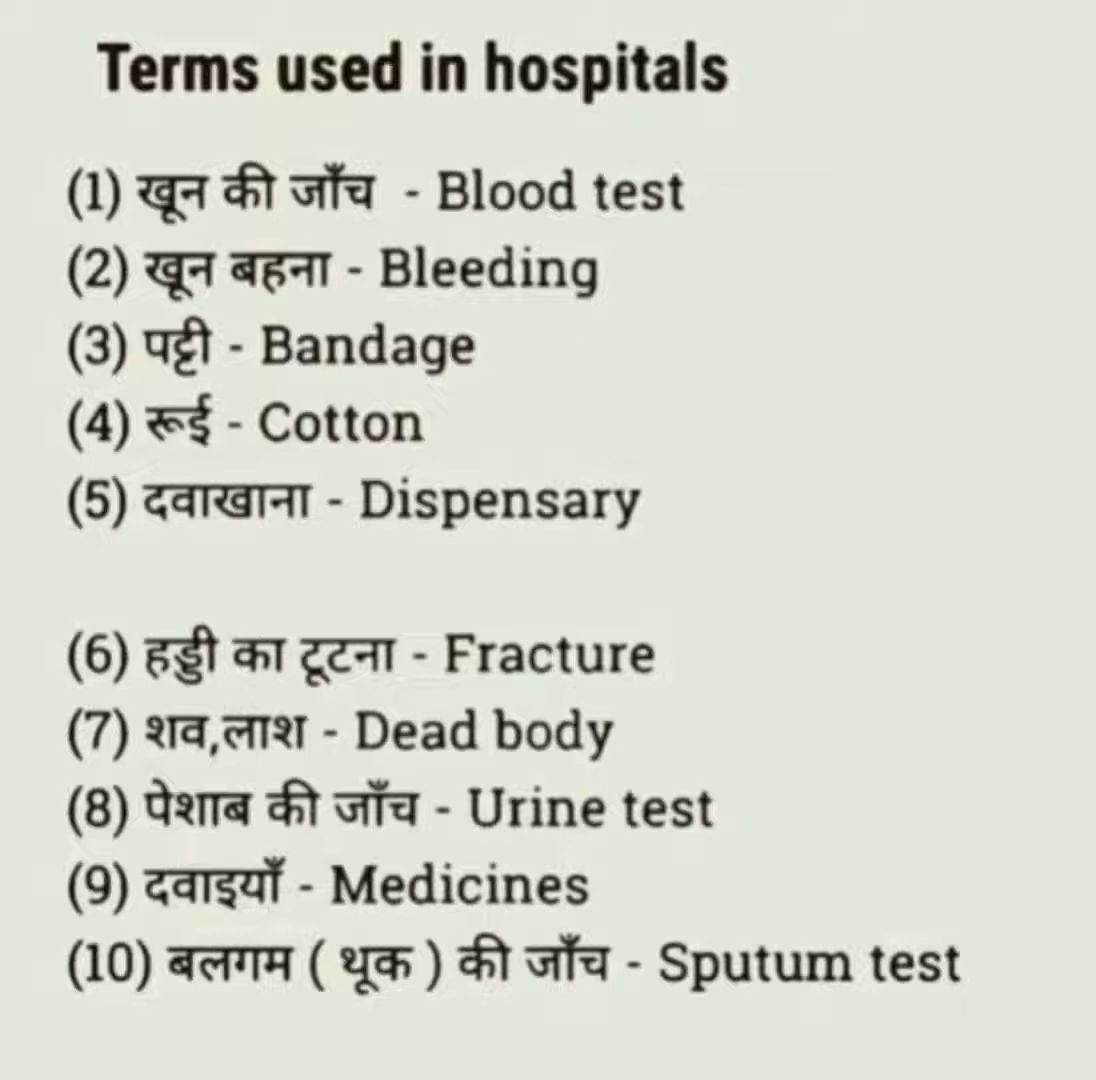 Terms used in hospitals
(1) खून की जाँच - Blood test
(2) खून बहना - Bleeding
(3) पट्टी - Bandage
(4) रूई - Cotton
(5) दवाखाना - Dispensary
(6) हड्डी का टूटना - Fracture
(7) शव,लाश - Dead body
(8) पेशाब की जाँच - Urine test
(9) दवाइयाँ - Medicines
(10) बलगम ( थूक ) की जाँच - Sputum test